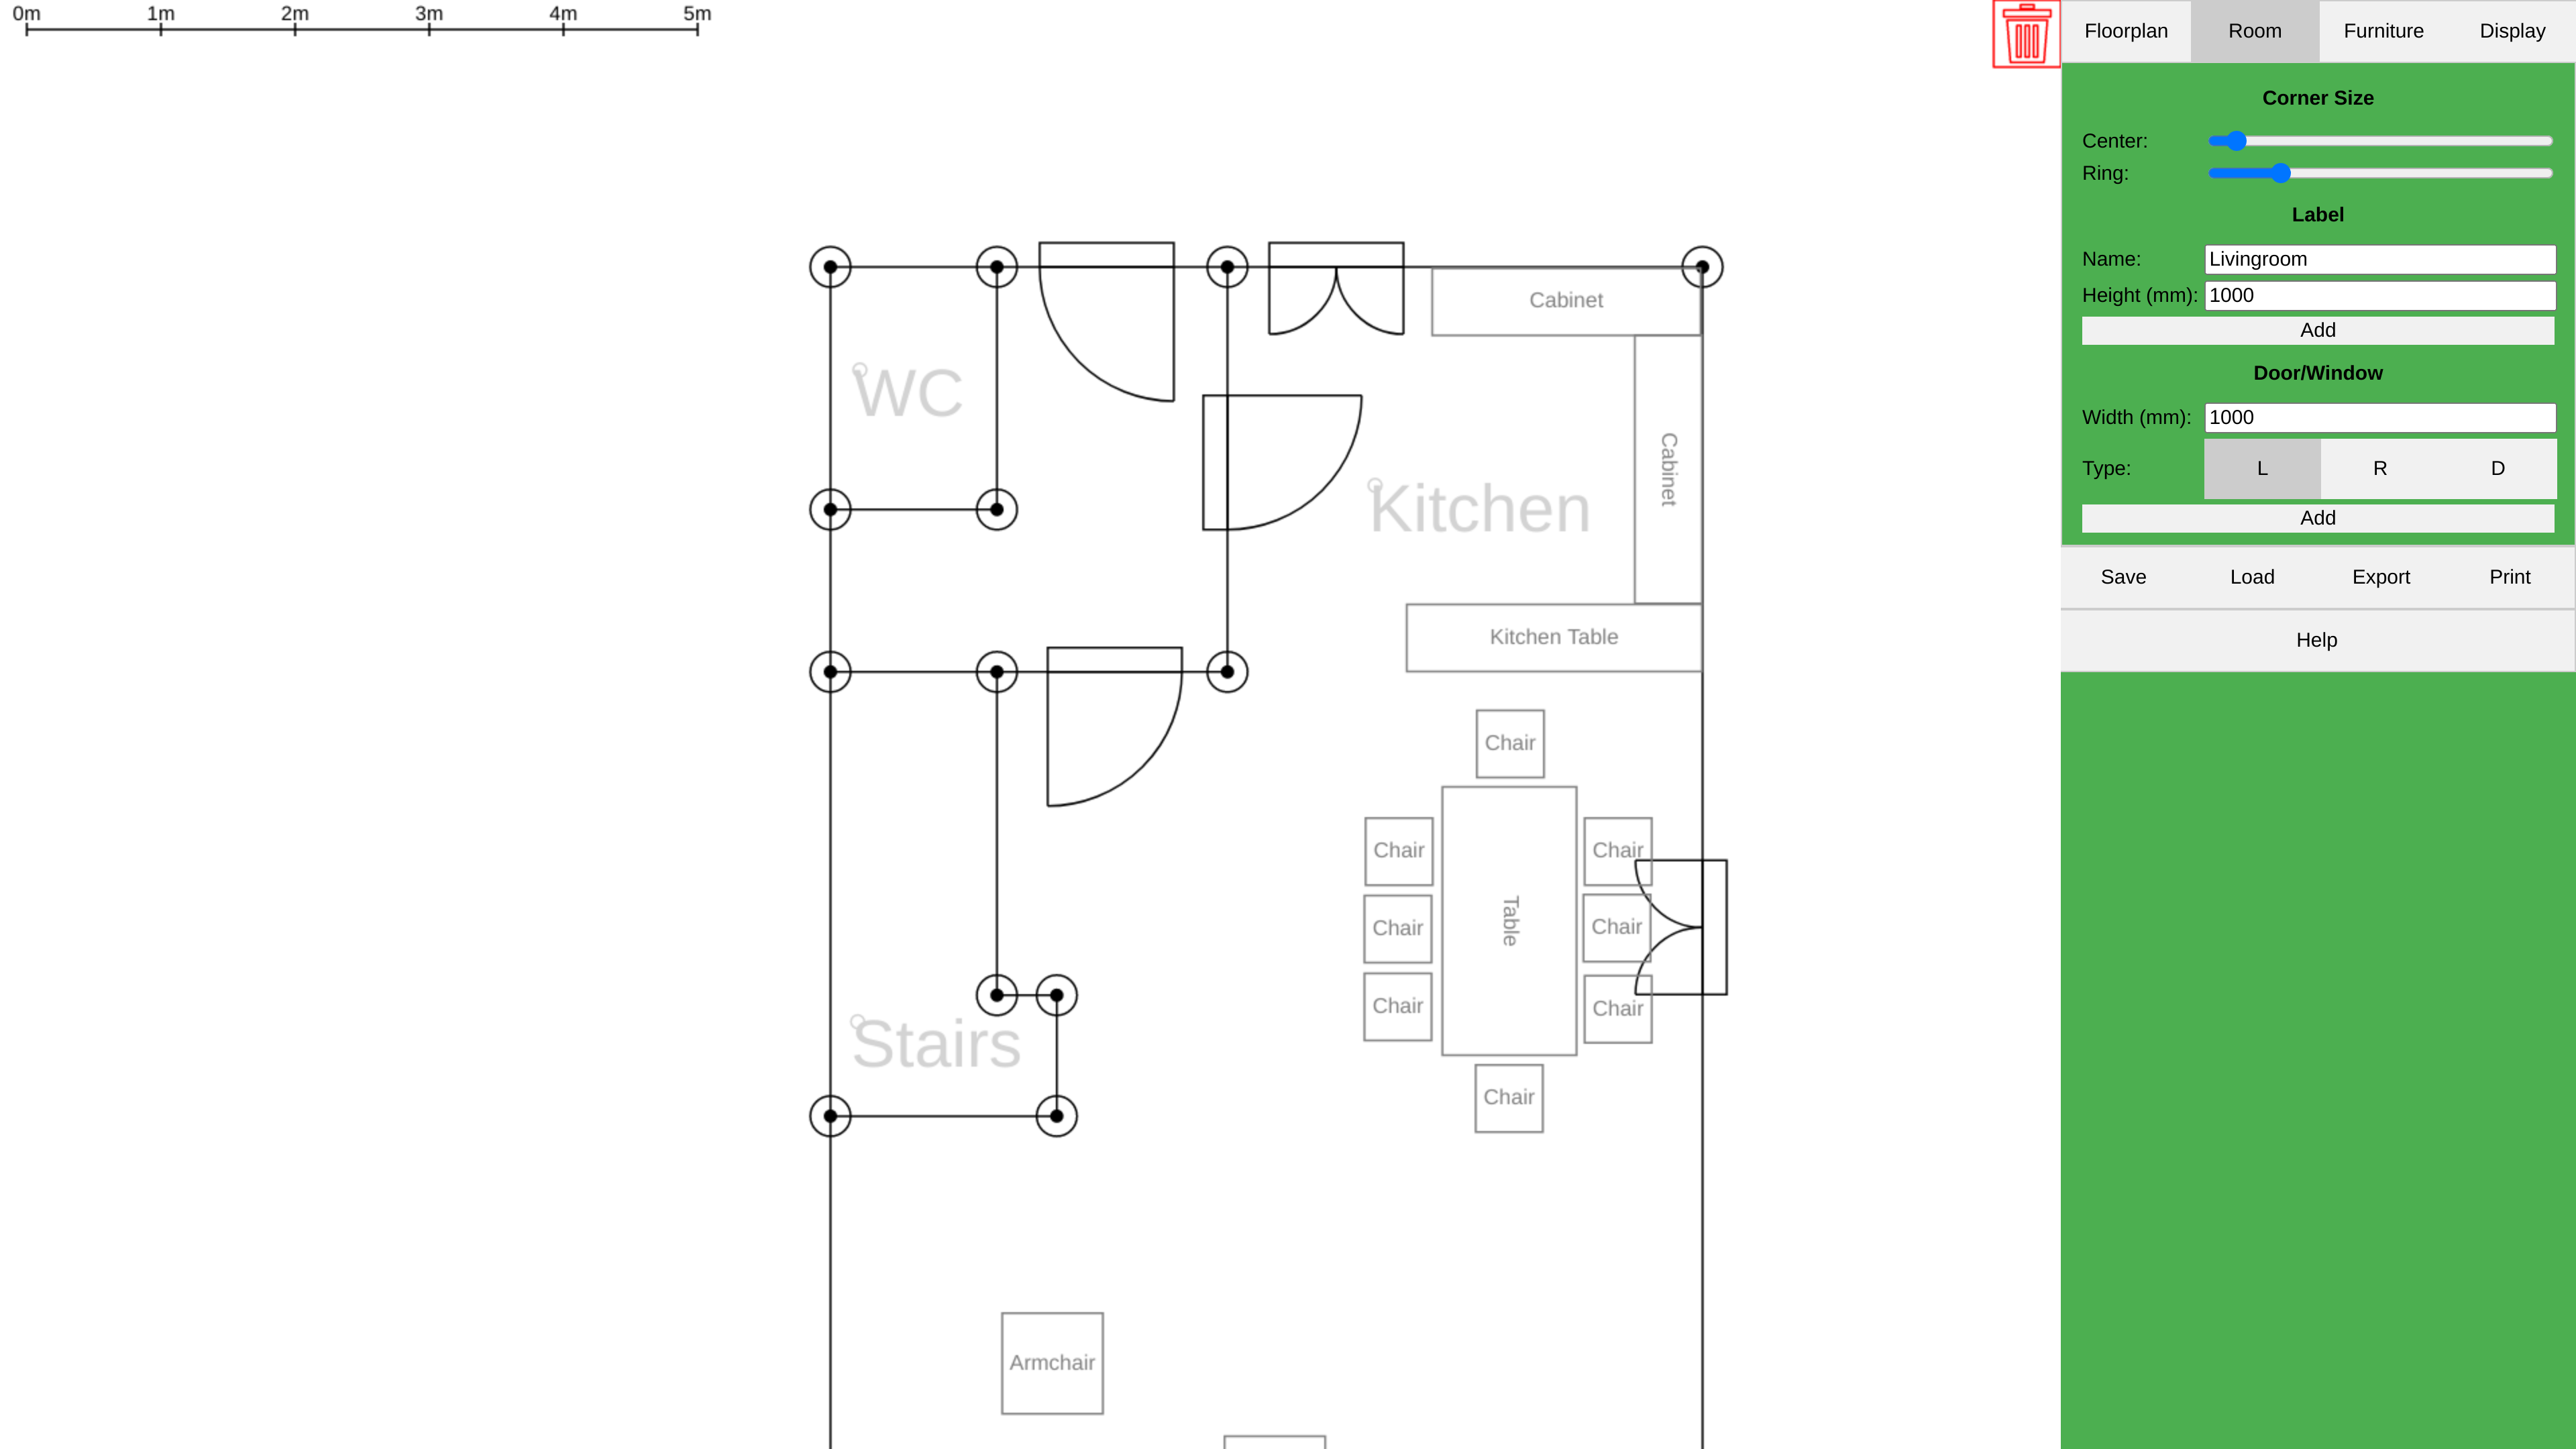 0m 1m 2m 3m 4m 5m
Floorplan Room Furniture Display
Corner Size
Center:
Ring:
Label
Name: Livingroom
Height (mm): 1000
Add
Door/Window
Width (mm): 1000
Type: L R D
Add
Save Load Export Print
Help
Cabinet
WC
Cabinet
Kitchen
Kitchen Table
Chair
Chair
Chair
Table
Chair
Chair
Chair
Chair
Stairs
Chair
Armchair